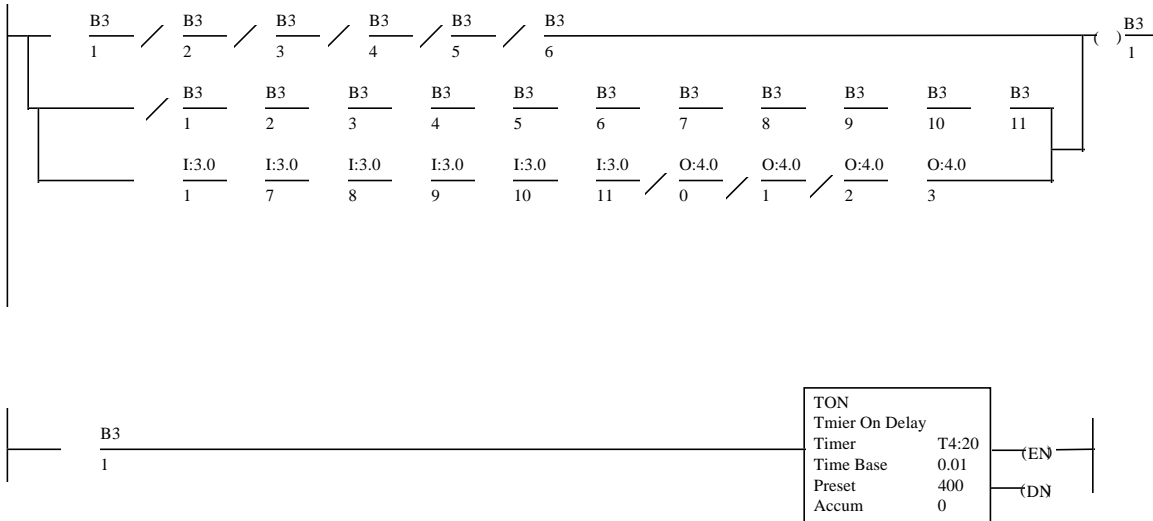 B3 B3 B3 B3 B3 B3 B3
1 2 3 4 5 6 ( ) 1
B3 B3 B3 B3 B3 B3 B3 B3 B3 B3 B3
1 2 3 4 5 6 7 8 9 10 11
I:3.0 I:3.0 I:3.0 I:3.0 I:3.0 I:3.0 O:4.0 O:4.0 O:4.0 O:4.0
1 7 8 9 10 11 0 1 2 3
B3
1
TON
Tmier On Delay
Timer T4:20
Time Base 0.01
Preset 400
Accum 0
(EN)
(DN)